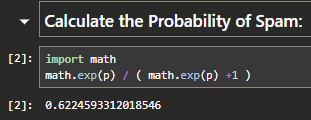 Calculate the Probability of Spam:
[2]: import math
math.exp(p) / ( math.exp(p) +1 )
[2]: 0.6224593312018546